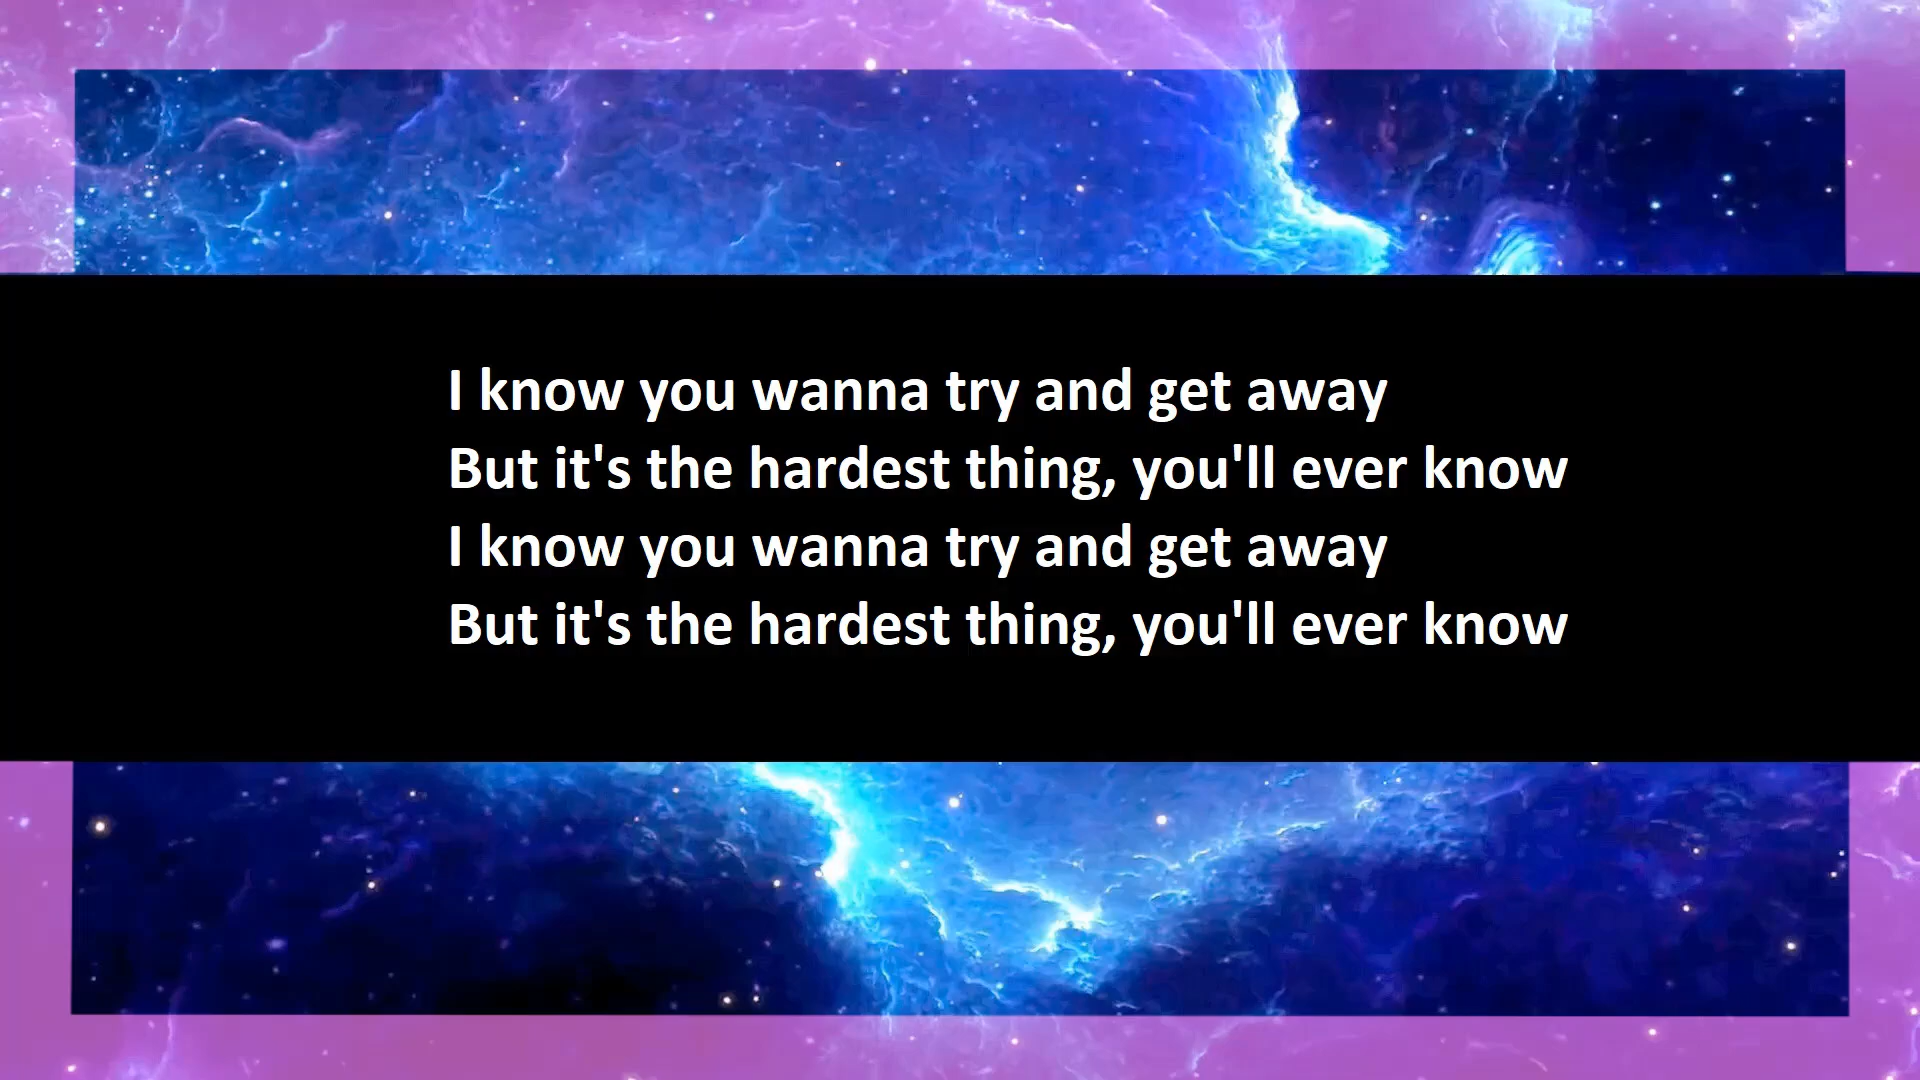 I know you wanna try and get away
But it's the hardest thing, you'll ever know
I know you wanna try and get away
But it's the hardest thing, you'll ever know